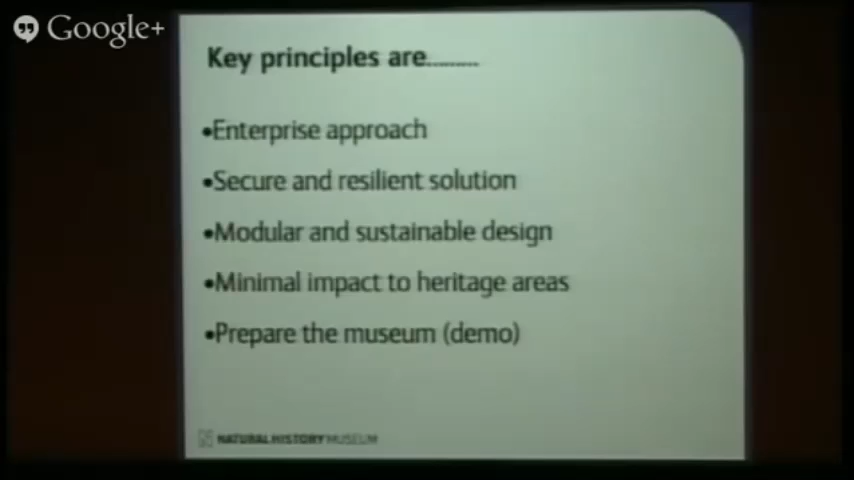 Google+
Key principles are.........
•Enterprise approach
•Secure and resilient solution
•Modular and sustainable design
•Minimal impact to heritage areas
•Prepare the museum (demo)
NATURAL HISTORY MUSEUM